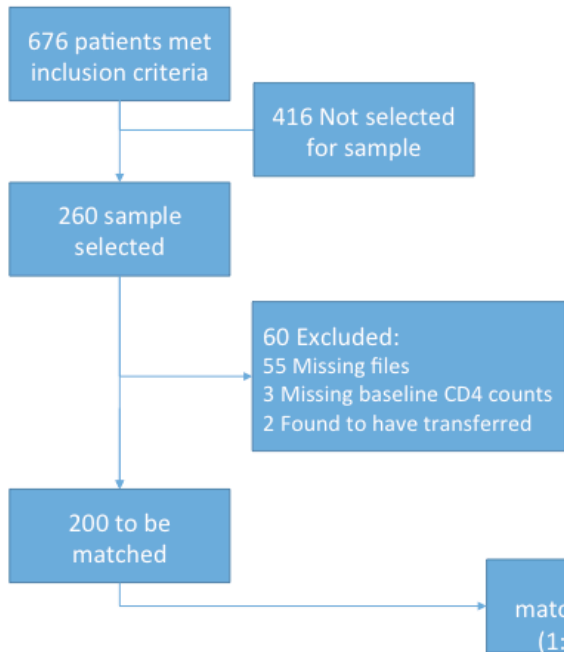 676 patients met
inclusion criteria
416 Not selected
for sample
260 sample
selected
60 Excluded:
55 Missing files
3 Missing baseline CD4 counts
2 Found to have transferred
200 to be
matched